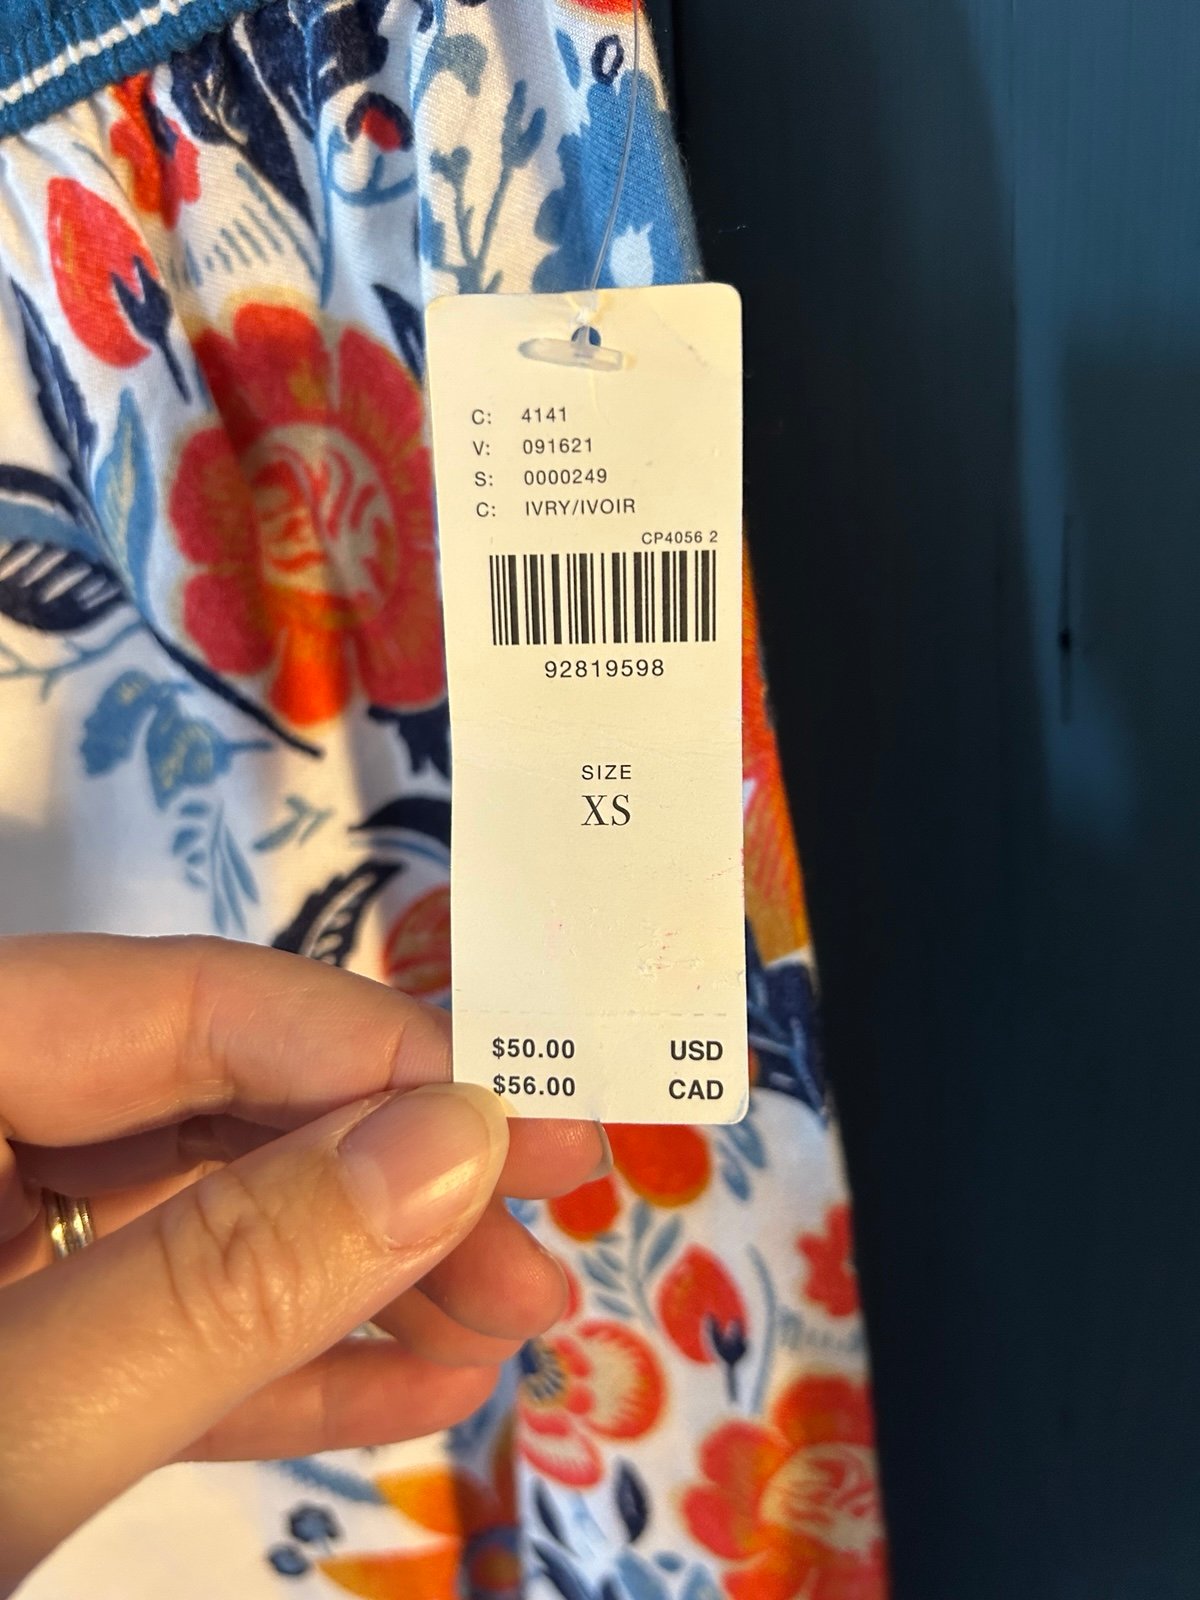 C: 4141
V: 091621
S: 0000249
C: IVRY/IVOIR
CP4056 2
92819598
SIZE
XS
$50.00 USD
$56.00 CAD